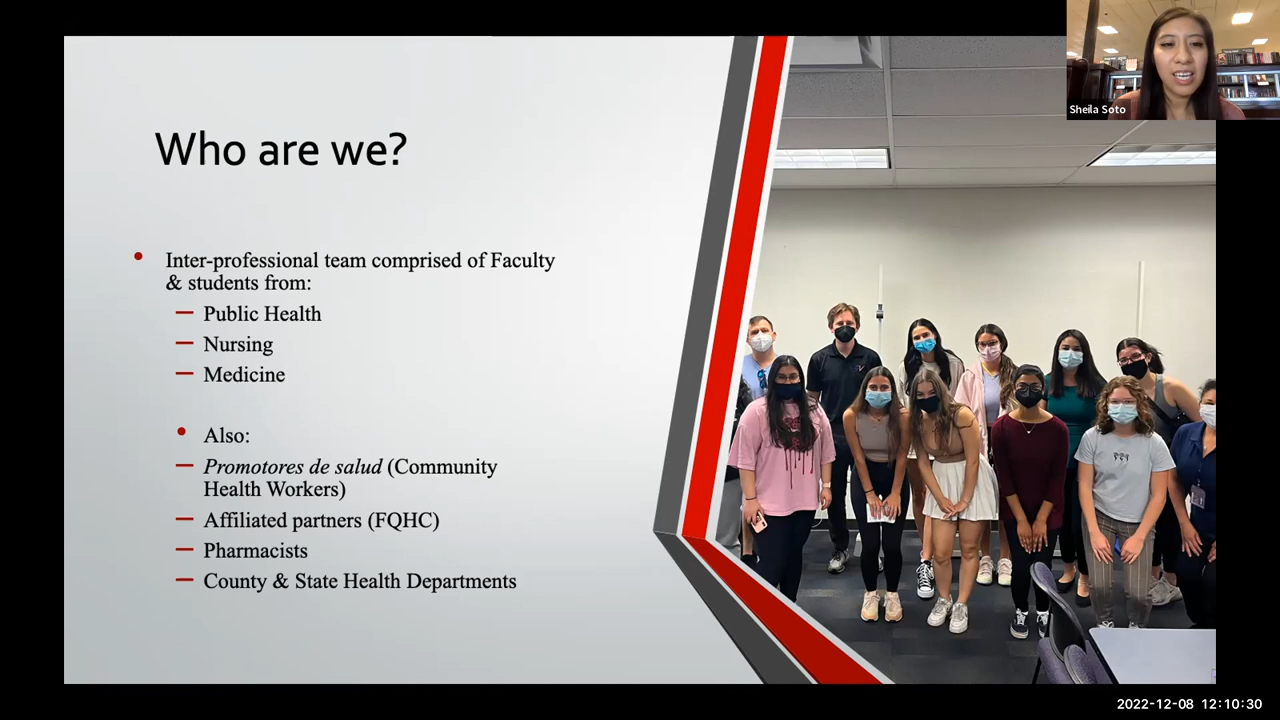 Sheila Soto
Who are we?
• Inter-professional team comprised of Faculty
& students from:
— Public Health
— Nursing
— Medicine
• Also:
— Promotores de salud (Community
Health Workers)
— Affiliated partners (FQHC)
— Pharmacists
— County & State Health Departments
2022-12-08 12:10:30